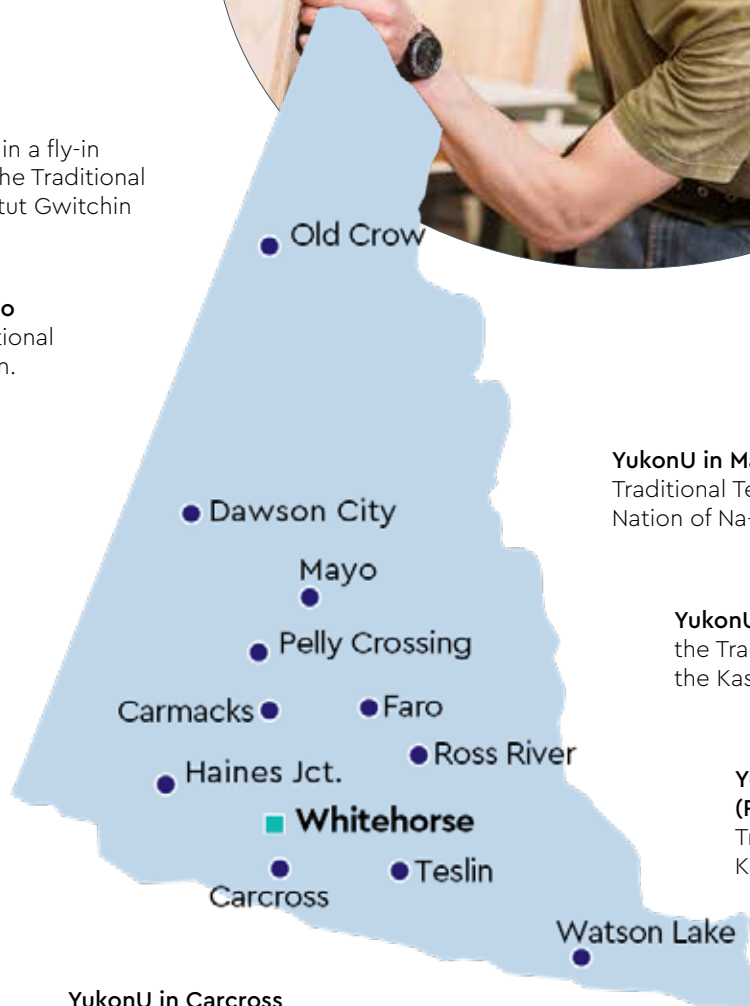 in a fly-in
he Traditional
tut Gwitchin
o
tional
n.
Old Crow
Dawson City
Mayo
Pelly Crossing
Carmacks
Faro
Ross River
Haines Jct.
Whitehorse
Teslin
Carcross
Watson Lake
YukonU in Ma
Traditional Te
Nation of Na-
YukonU
the Tra
the Kas
Y
(
T
K
YukonU in Carcross